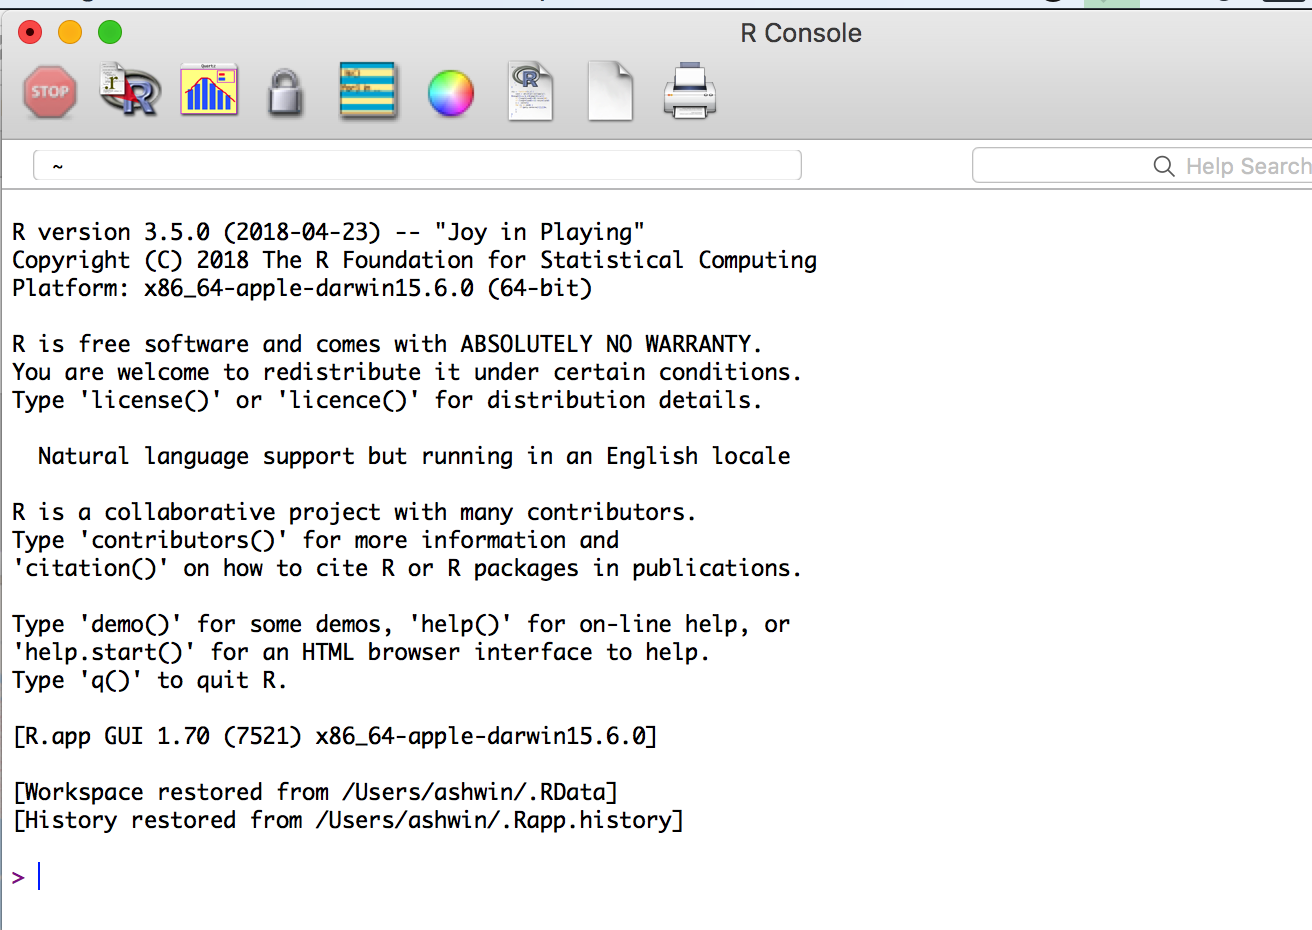 R Console
STOP
R
Quartz
R
~
Help Search
R version 3.5.0 (2018-04-23) -- "Joy in Playing"
Copyright (C) 2018 The R Foundation for Statistical Computing
Platform: x86_64-apple-darwin15.6.0 (64-bit)
R is free software and comes with ABSOLUTELY NO WARRANTY.
You are welcome to redistribute it under certain conditions.
Type 'license()' or 'licence()' for distribution details.
  Natural language support but running in an English locale
R is a collaborative project with many contributors.
Type 'contributors()' for more information and
'citation()' on how to cite R or R packages in publications.
Type 'demo()' for some demos, 'help()' for on-line help, or
'help.start()' for an HTML browser interface to help.
Type 'q()' to quit R.
[R.app GUI 1.70 (7521) x86_64-apple-darwin15.6.0]
[Workspace restored from /Users/ashwin/.RData]
[History restored from /Users/ashwin/.Rapp.history]
>